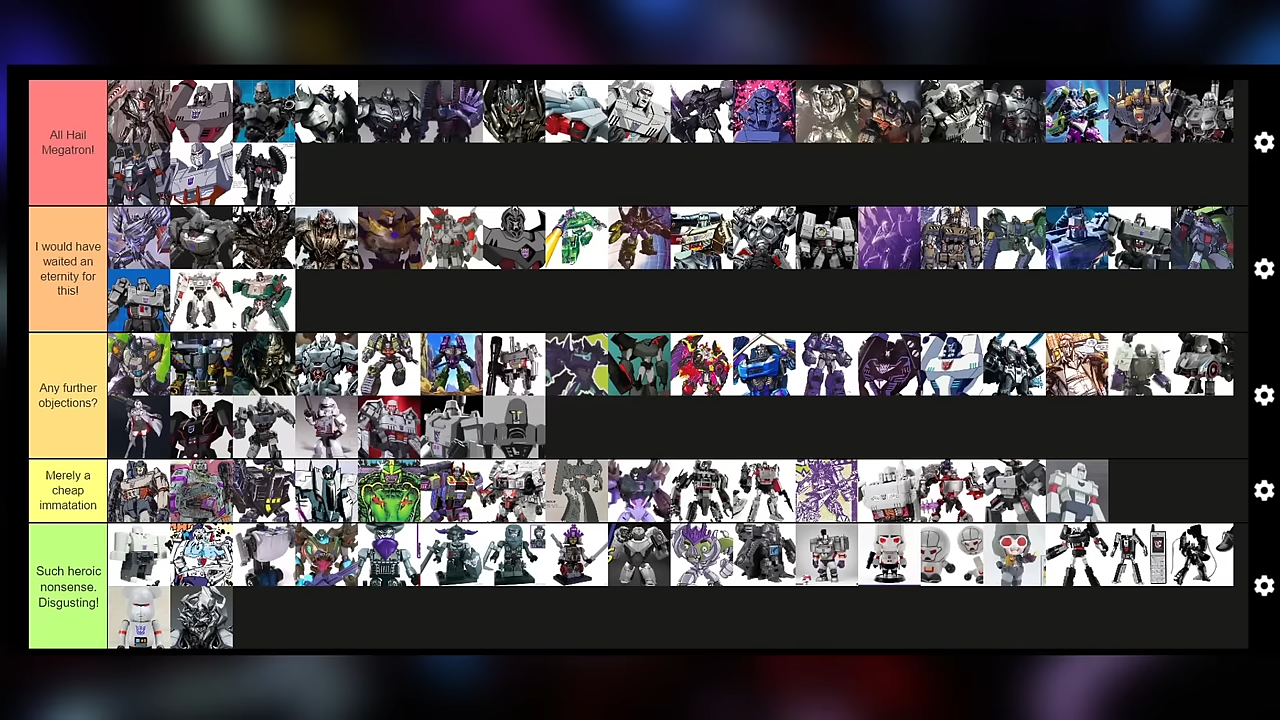 All Hail
Megatron!
I would have
waited an
eternity for
this!
Any further
objections?
Merely a
cheap
immatation
Such heroic
nonsense.
Disgusting!